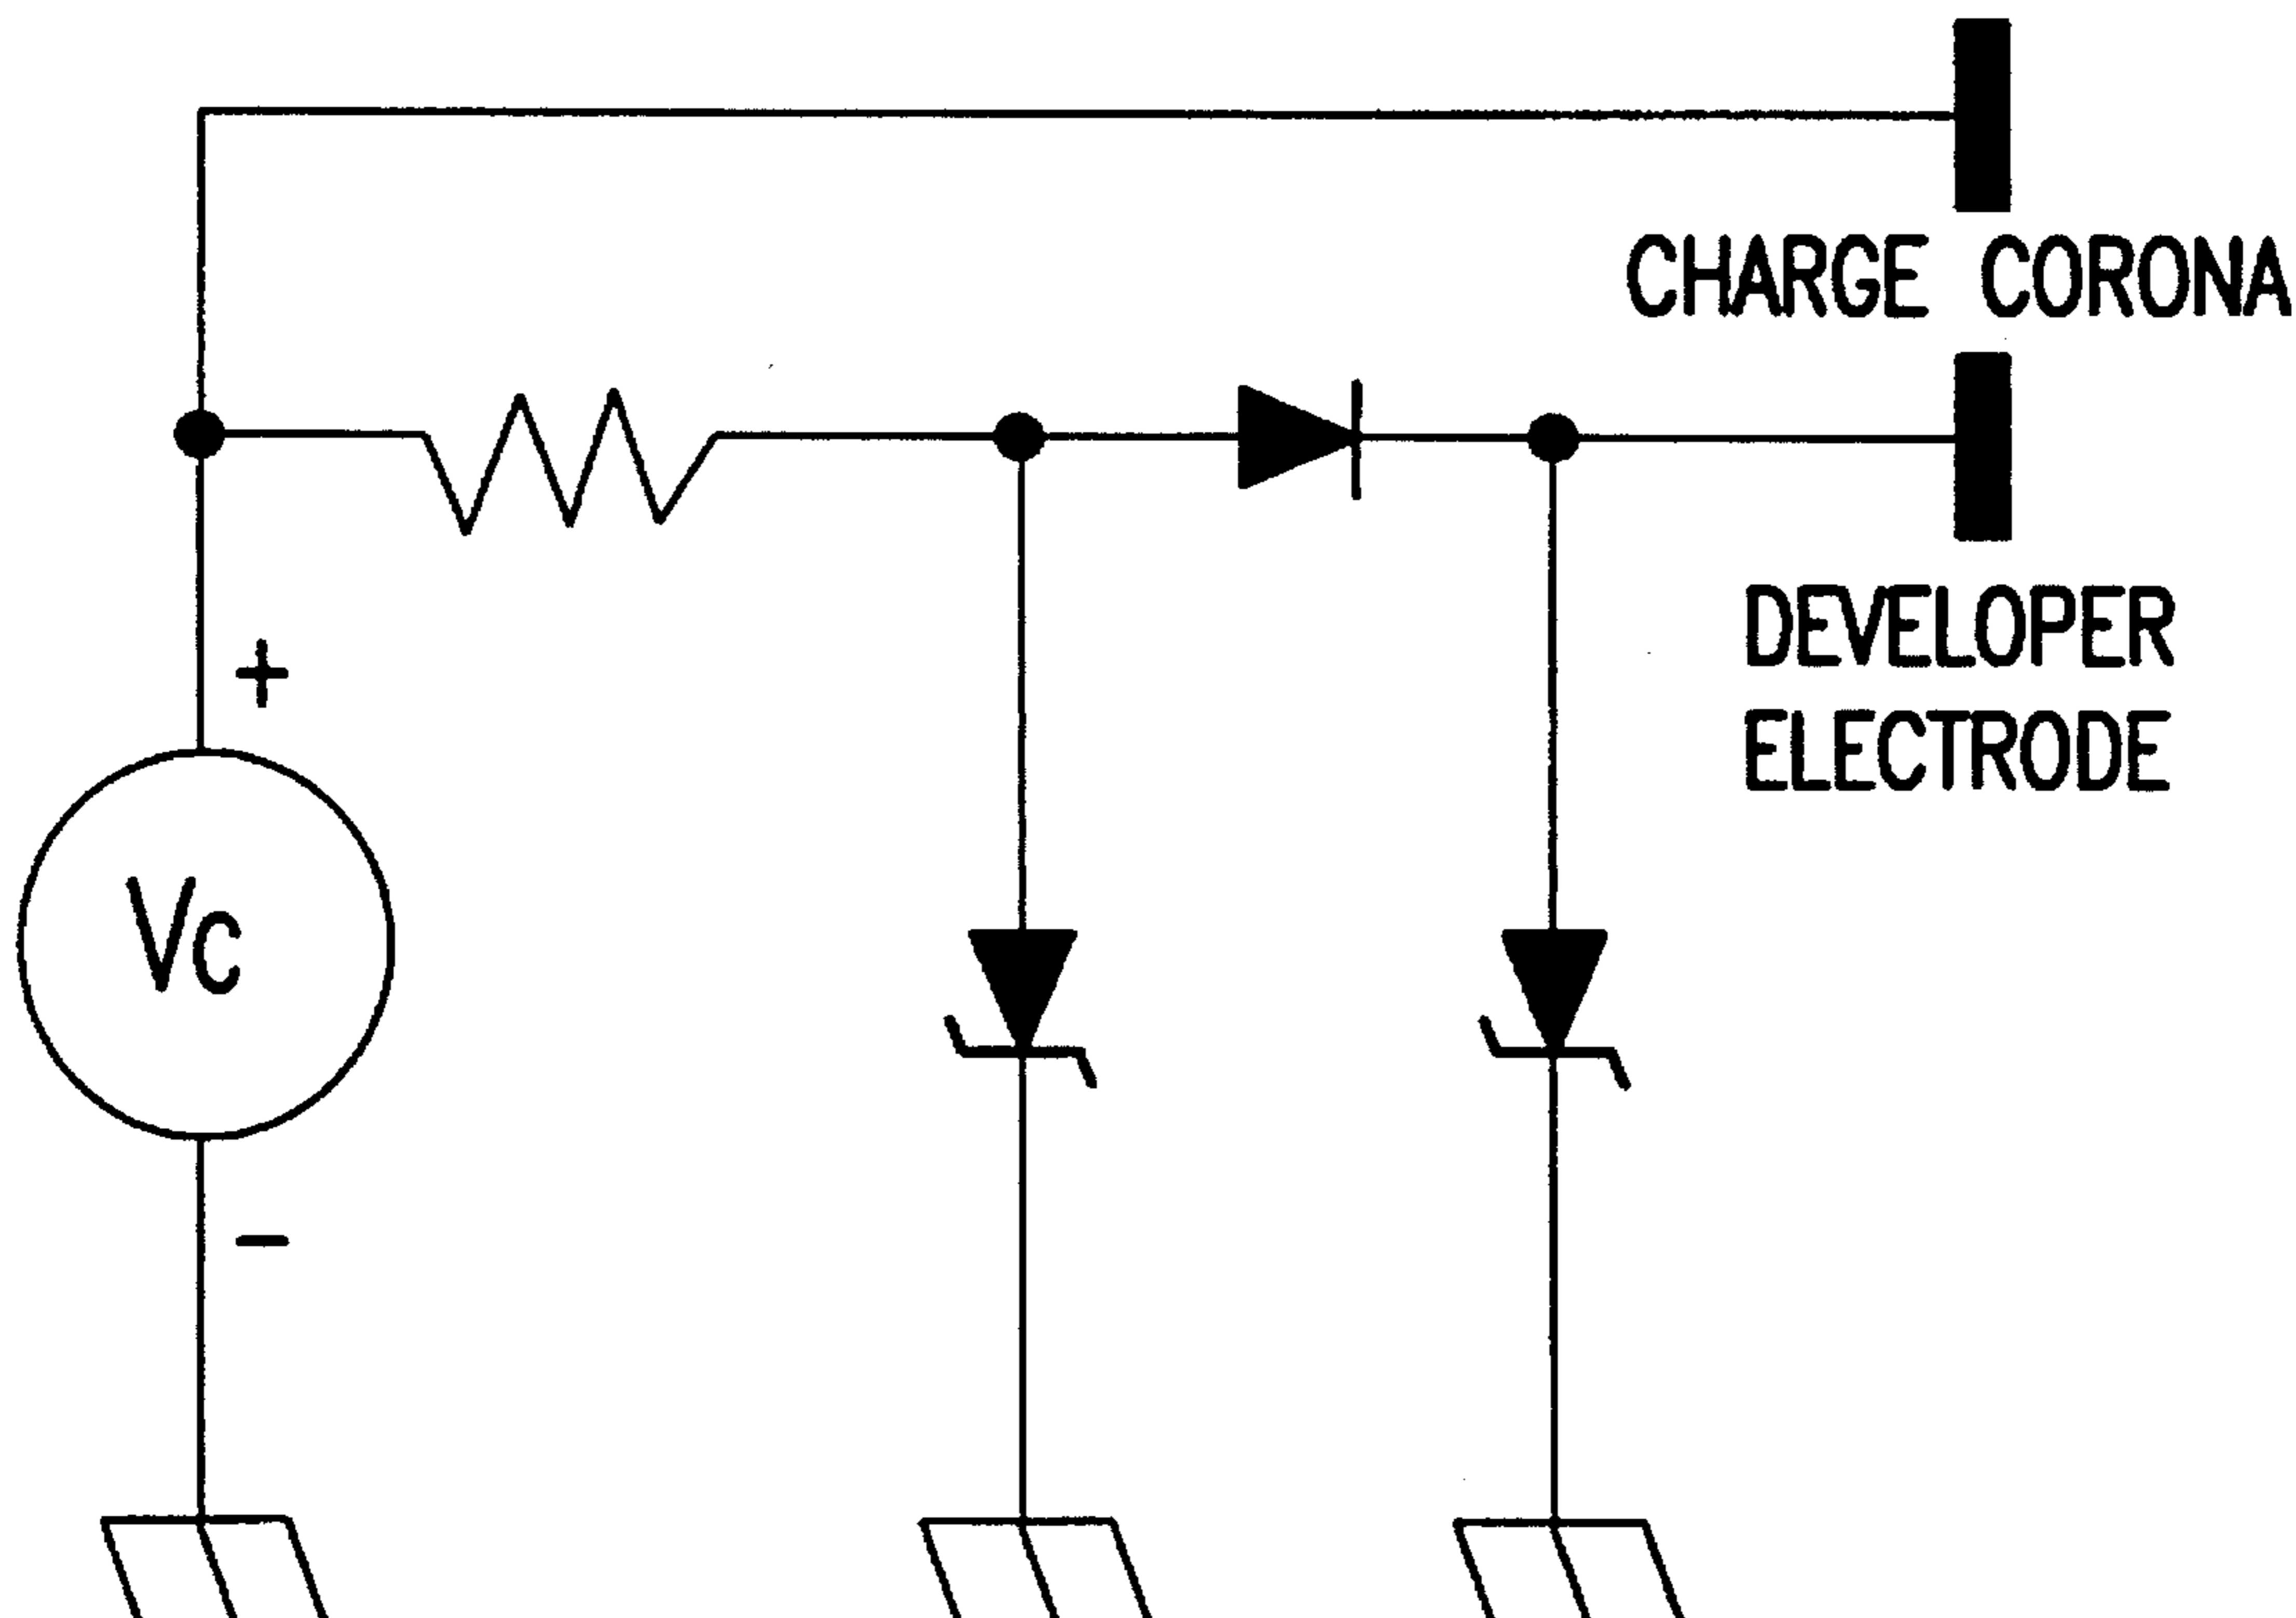 CHARGE CORONA
DEVELOPER
ELECTRODE
+
Vc
−